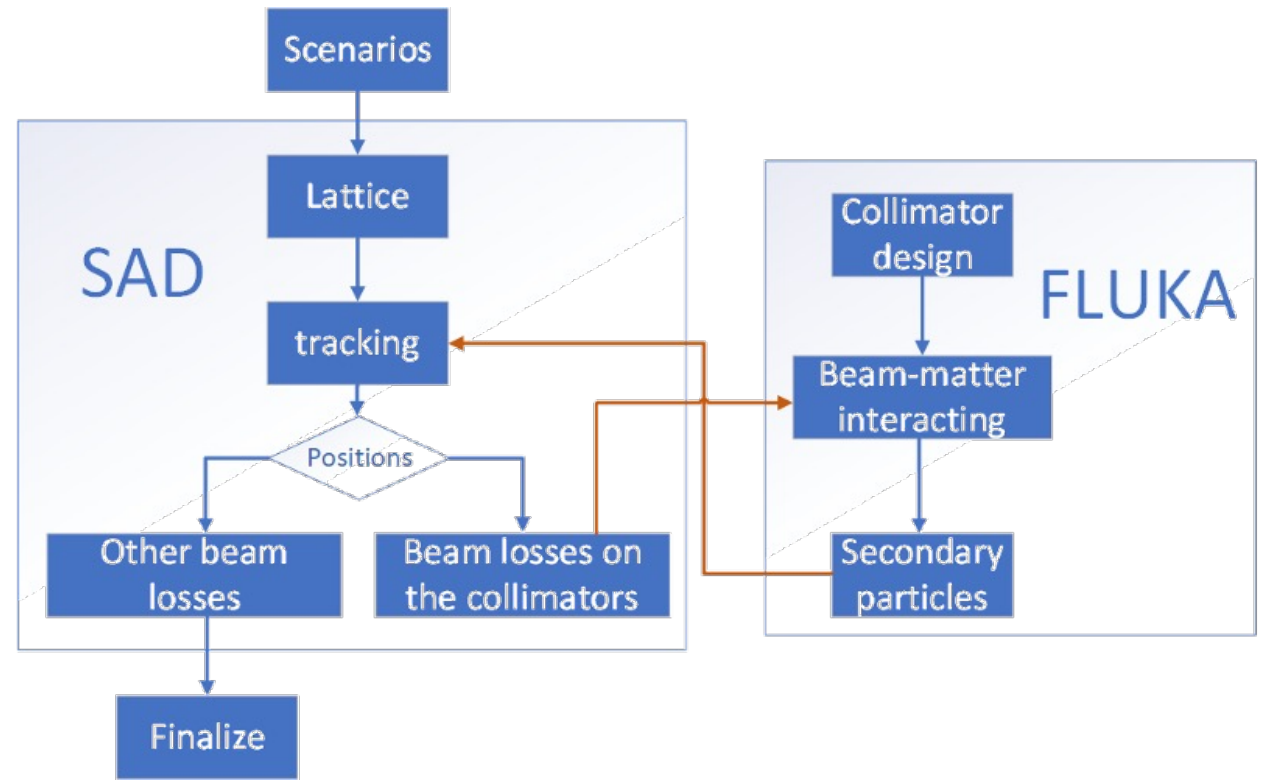 Scenarios
SAD
Lattice
tracking
Positions
Other beam
losses
Beam losses on
the collimators
Finalize
FLUKA
Collimator
design
Beam-matter
interacting
Secondary
particles